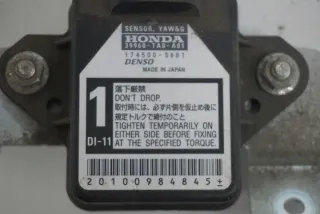 SENSOR, YAW&G
HONDA
39960-TA0-A01
174500-5661
DENSO
MADE IN JAPAN
1
DI-11
落下厳禁
DON'T DROP.
取付時には、必ず片側を仮止め後に
規定トルクで締付のこと
TIGHTEN TEMPORARILY ON
EITHER SIDE BEFORE FIXING
AT THE SPECIFIED TORQUE.
20100984845±